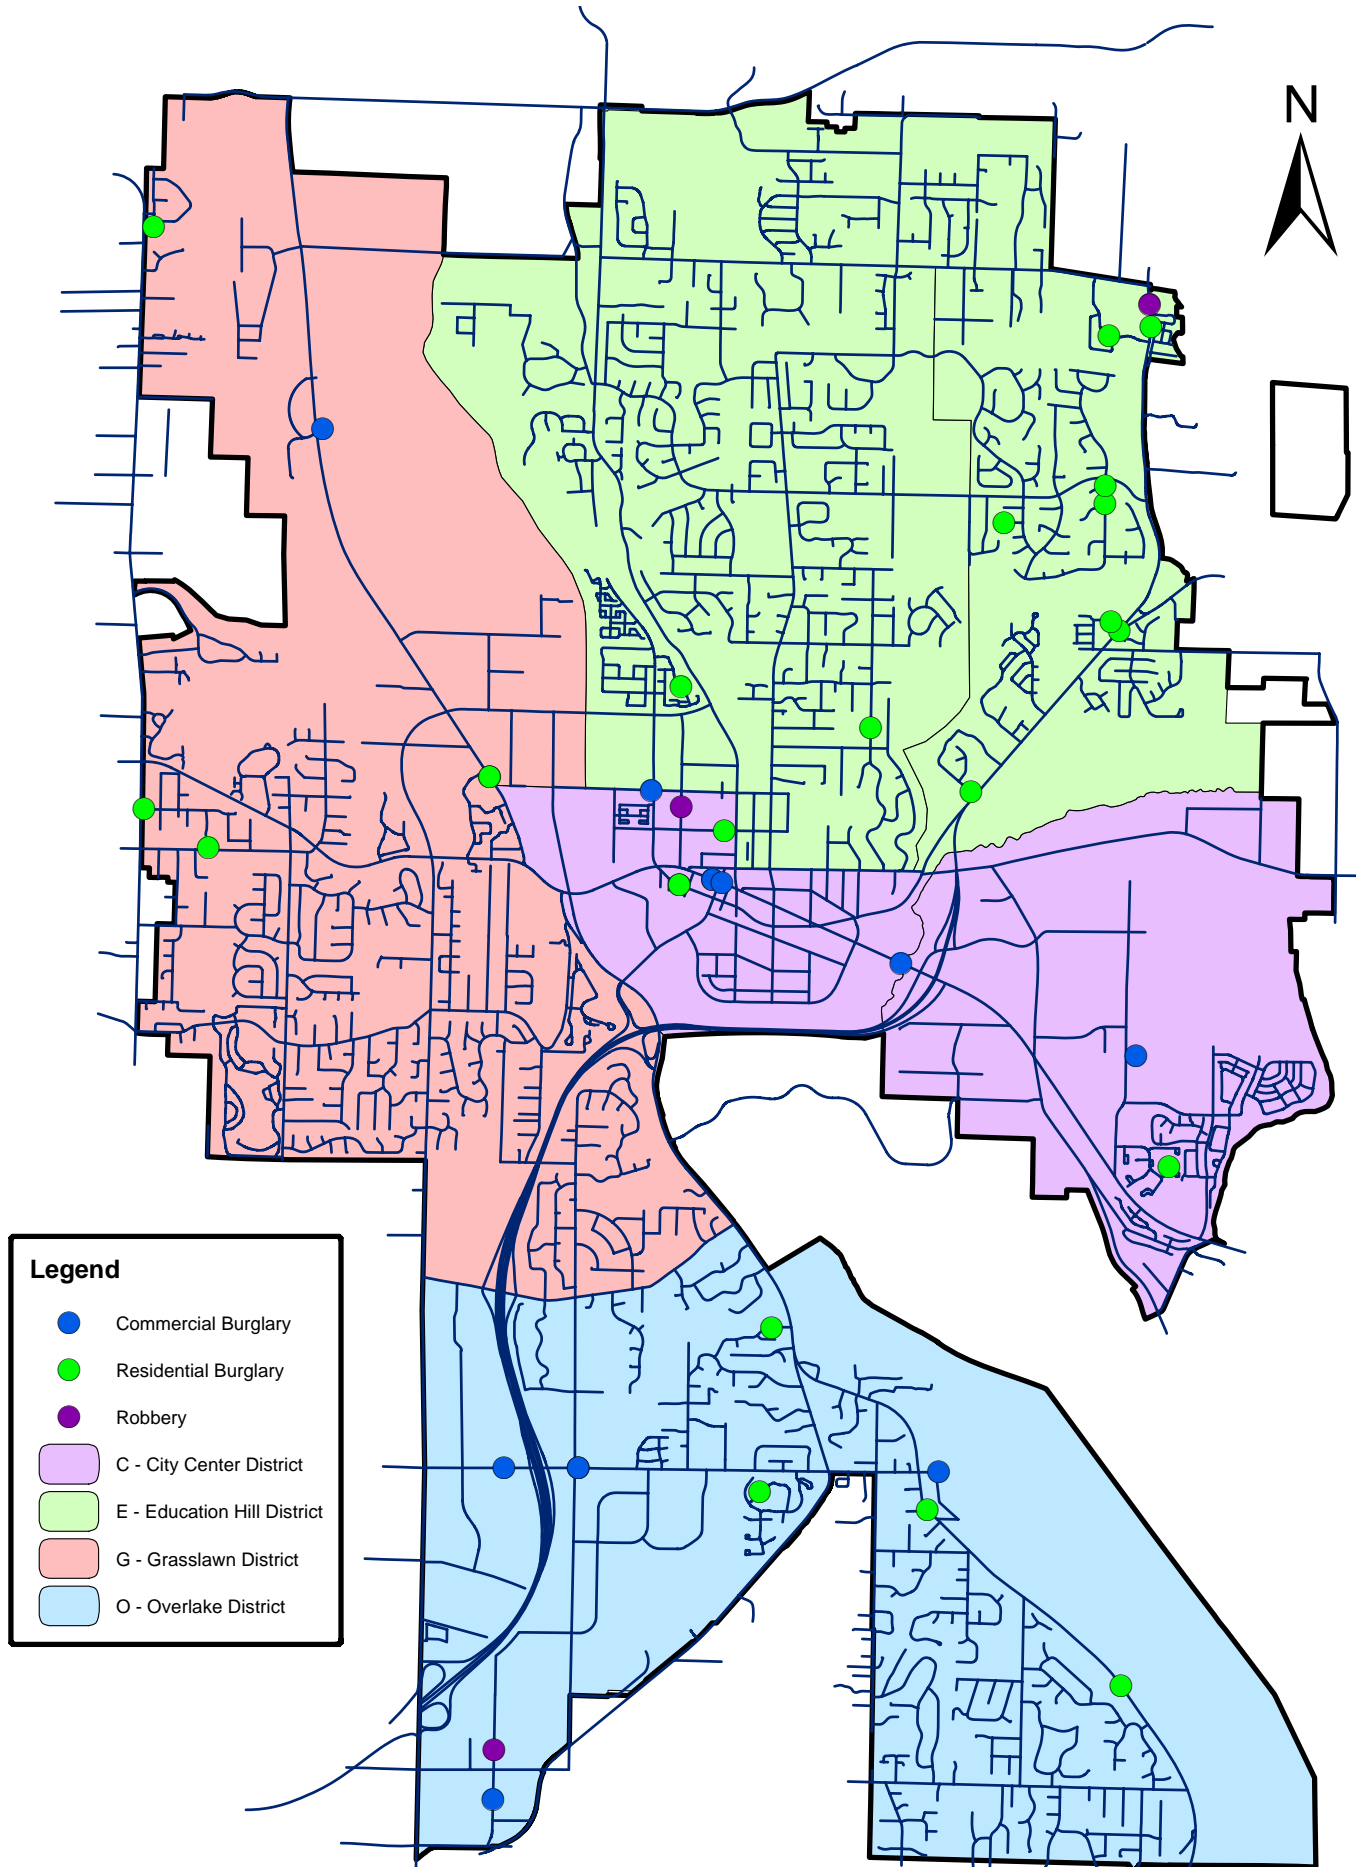 N
Legend
Commercial Burglary
Residential Burglary
Robbery
C - City Center District
E - Education Hill District
G - Grasslawn District
O - Overlake District